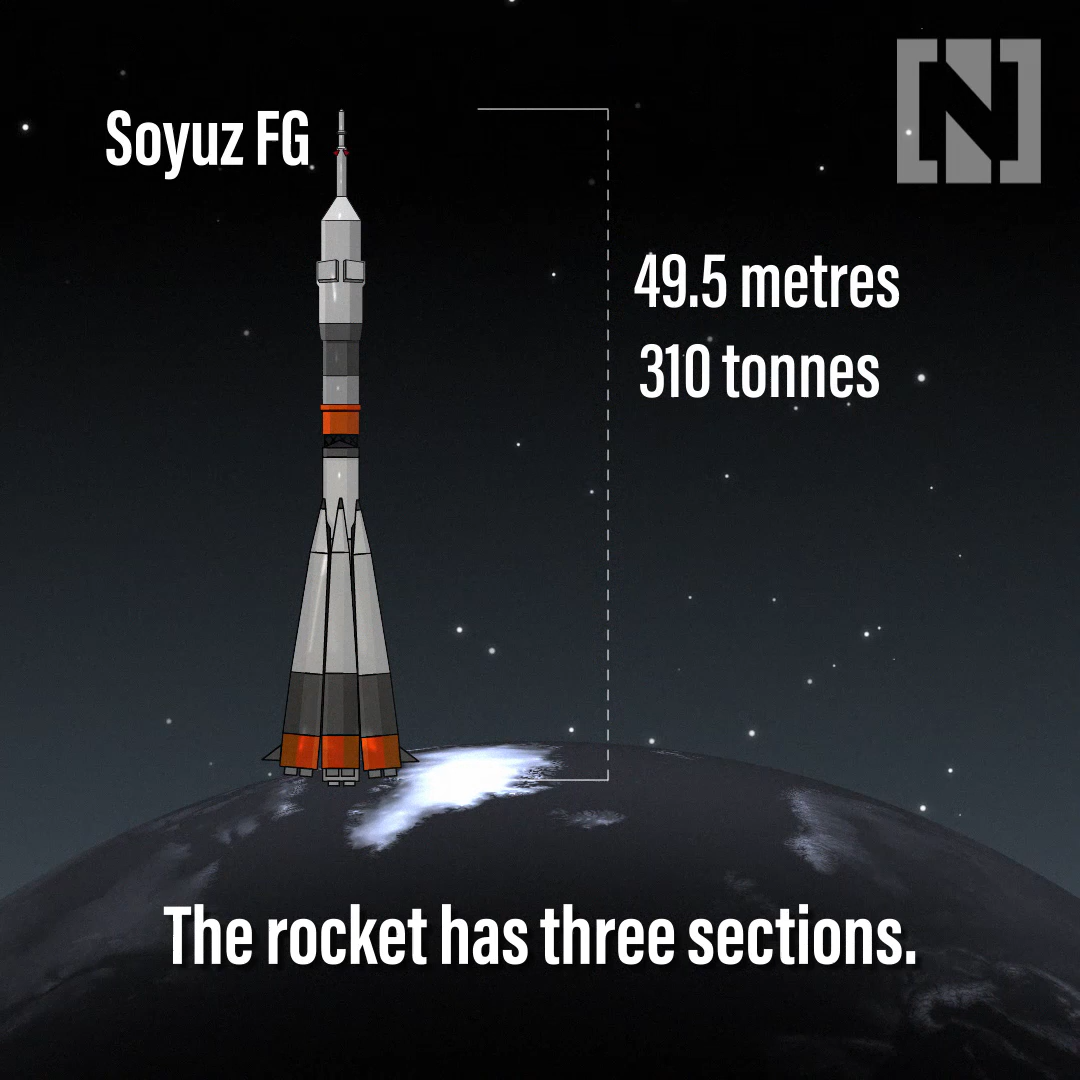 [N]
Soyuz FG
49.5 metres
310 tonnes
The rocket has three sections.